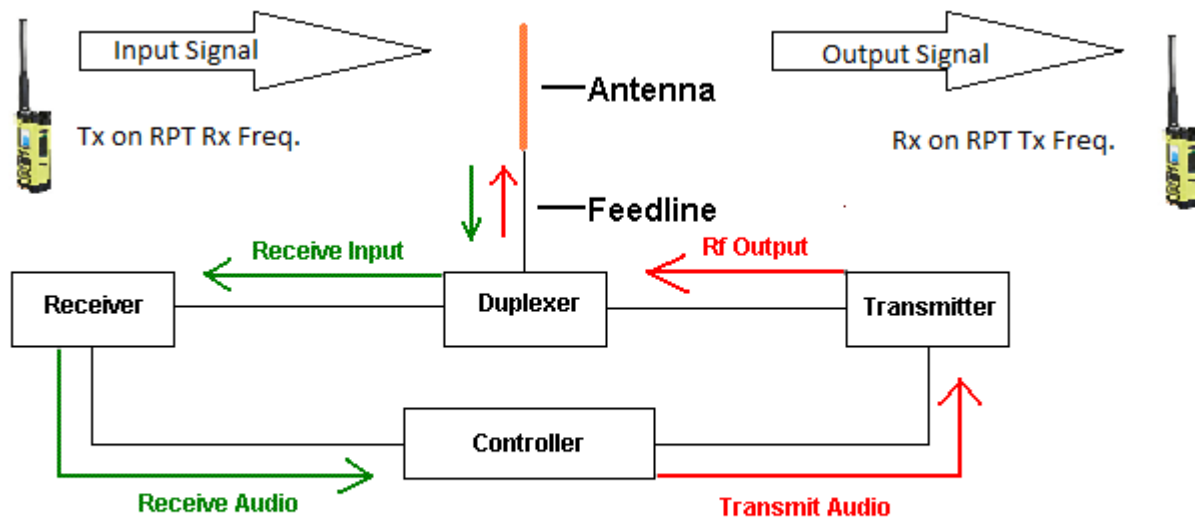 Input Signal
Output Signal
Antenna
Tx on RPT Rx Freq.
Rx on RPT Tx Freq.
Feedline
Receive Input
Rf Output
Receiver
Duplexer
Transmitter
Controller
Receive Audio
Transmit Audio